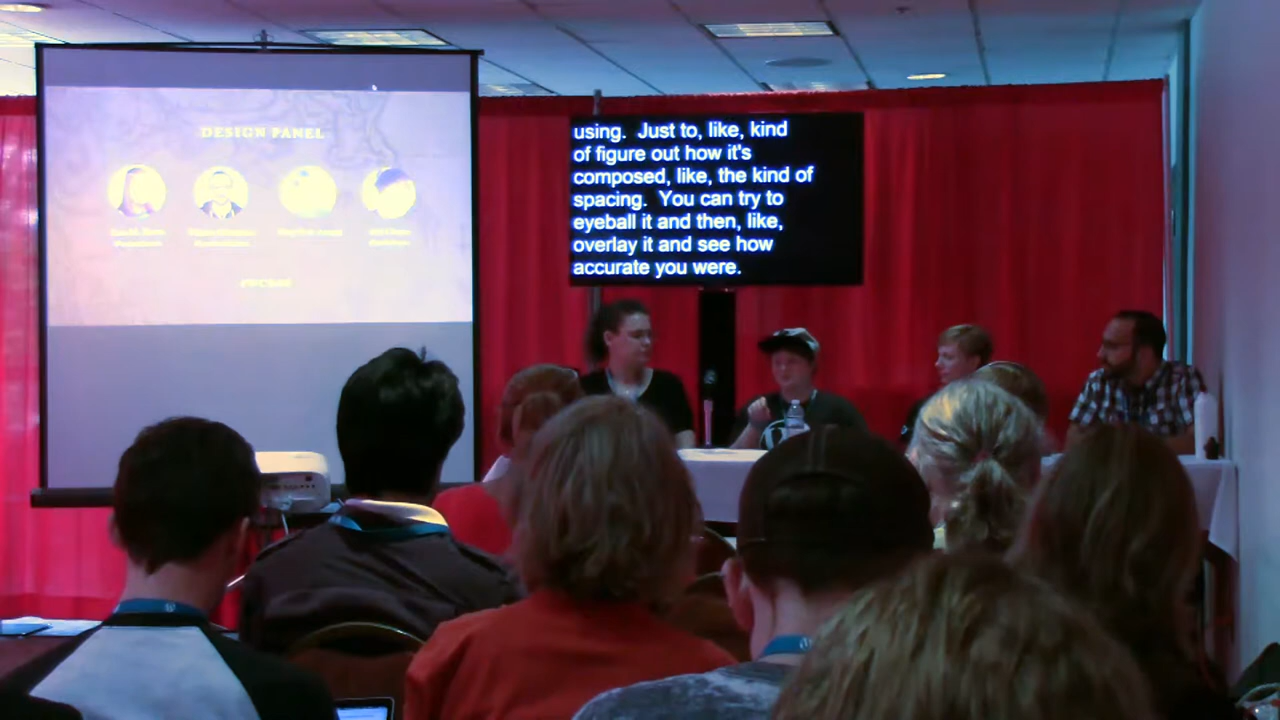 DESIGN PANEL
using. Just to, like, kind
of figure out how it's
composed, like, the kind of
spacing. You can try to
eyeball it and then, like,
overlay it and see how
accurate you were.